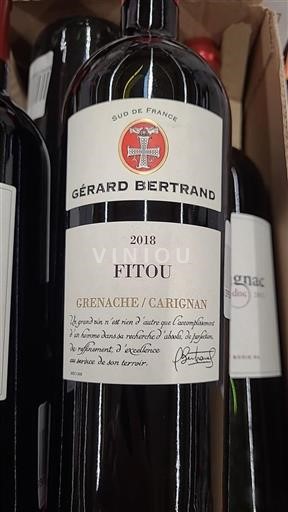 SUD DE FRANCE
GÉRARD BERTRAND
2018
VINIOU
FITOU
GRENACHE / CARIGNAN
Un grand vin n'est rien d'autre que l'accomplissement
d'un homme dans sa recherche d'absolu, de perfection,
de raffinement, d'excellence
au service de son terroir.
gnac